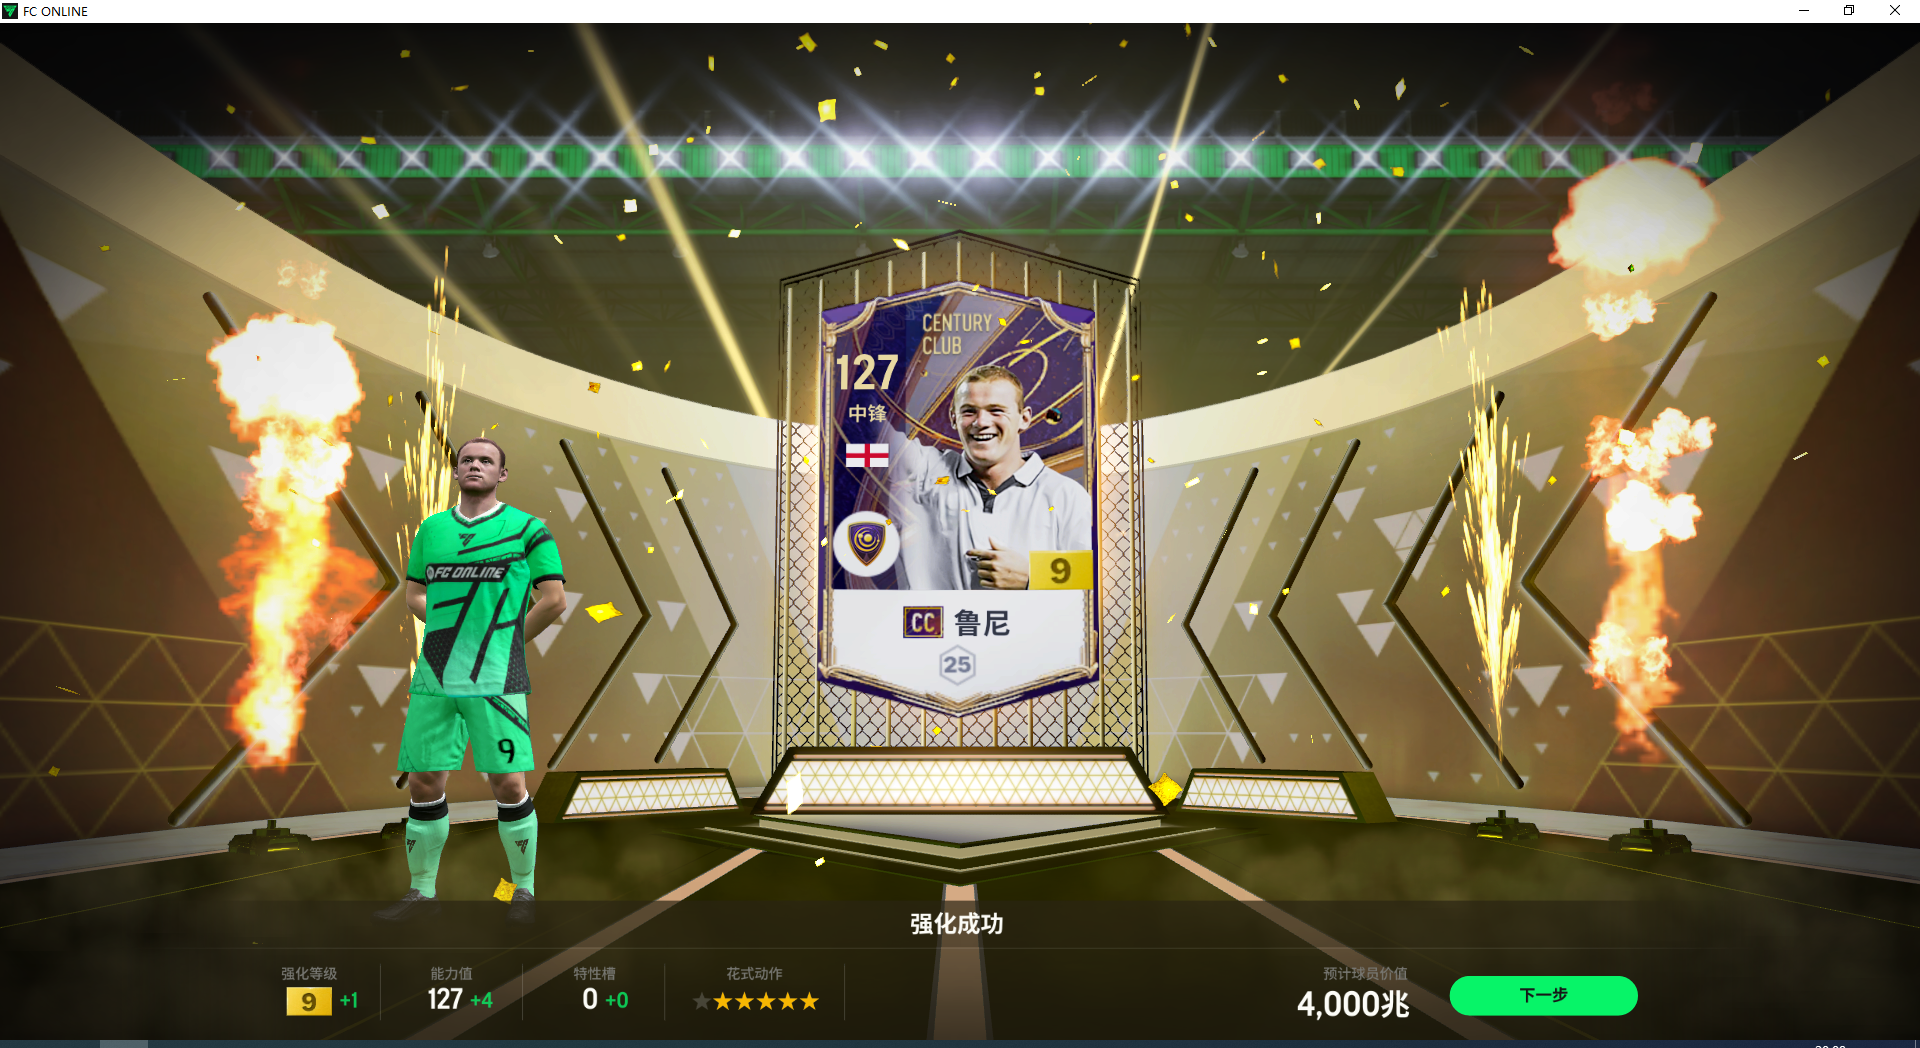 FC ONLINE
CENTURY
CLUB
127
中锋
9
CC 鲁尼
25
FC ONLINE
9
强化成功
强化等级
9 +1
能力值
127 +4
特性槽
0 +0
花式动作
预计球员价值
4,000兆
下一步